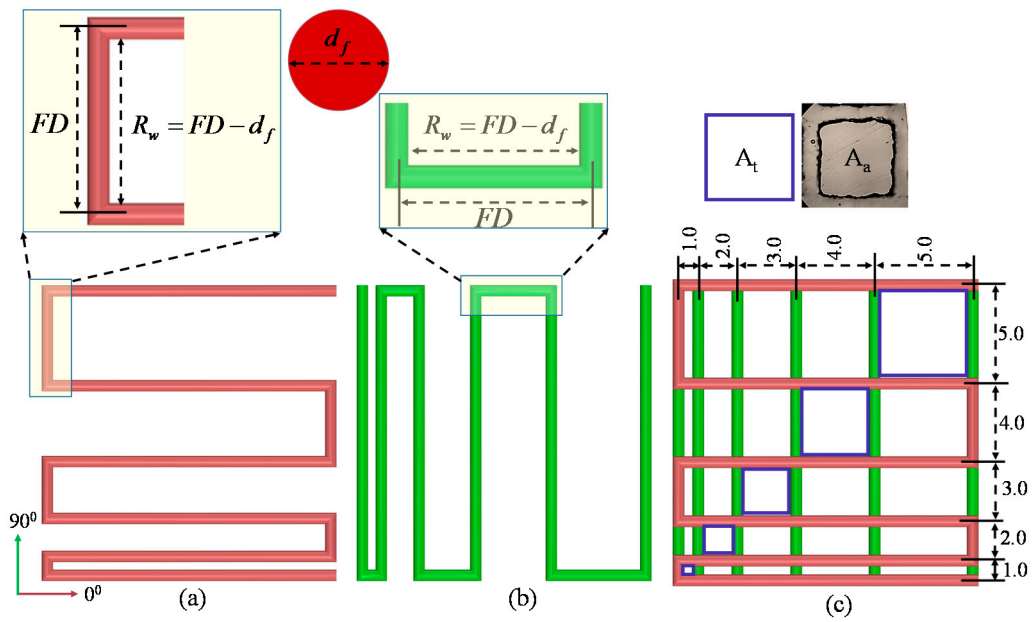 FD
R_w = FD - d_f
d_f
R_w = FD - d_f
FD
A_t
A_a
1.0
2.0
3.0
4.0
5.0
5.0
4.0
3.0
2.0
1.0
90⁰
0⁰
(a)
(b)
(c)